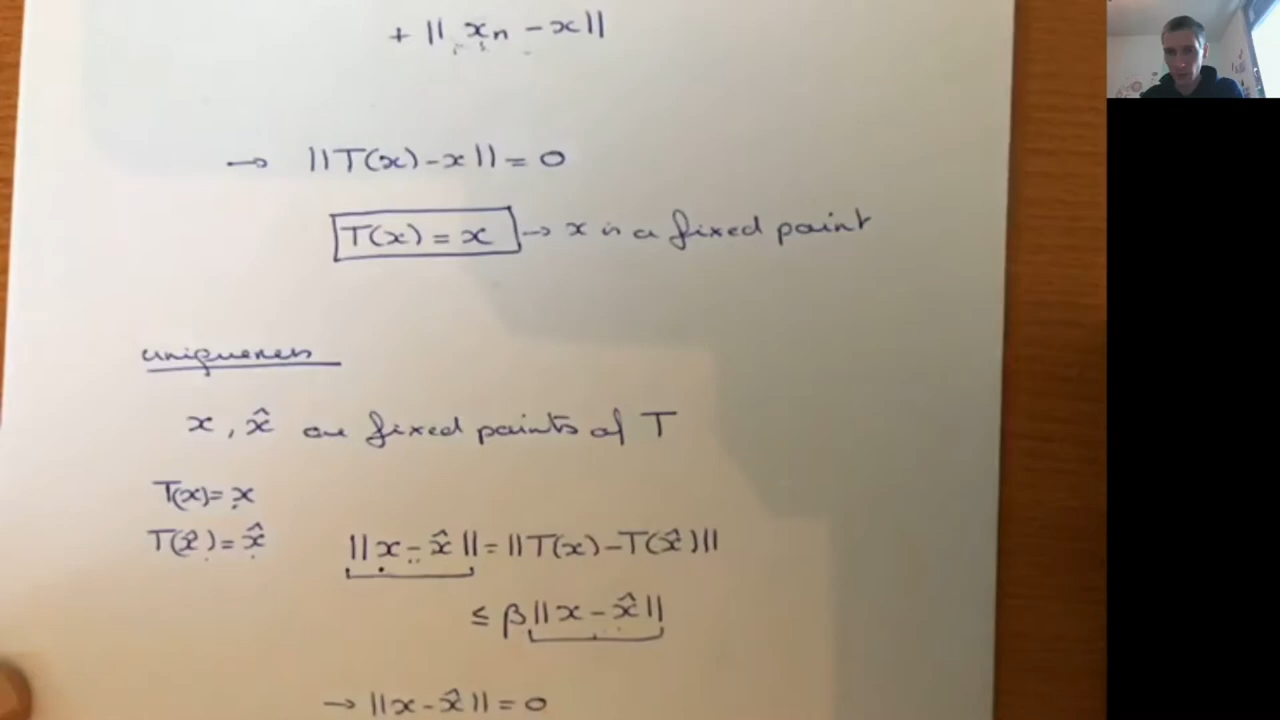 + || xₙ - x ||
→ ||T(x) - x|| = 0
T(x) = x → x is a fixed point
uniqueness
x, x̂ are fixed points of T
T(x) = x
T(x̂) = x̂
||x - x̂|| = ||T(x) - T(x̂)||
≤ β||x - x̂||
→ ||x - x̂|| = 0